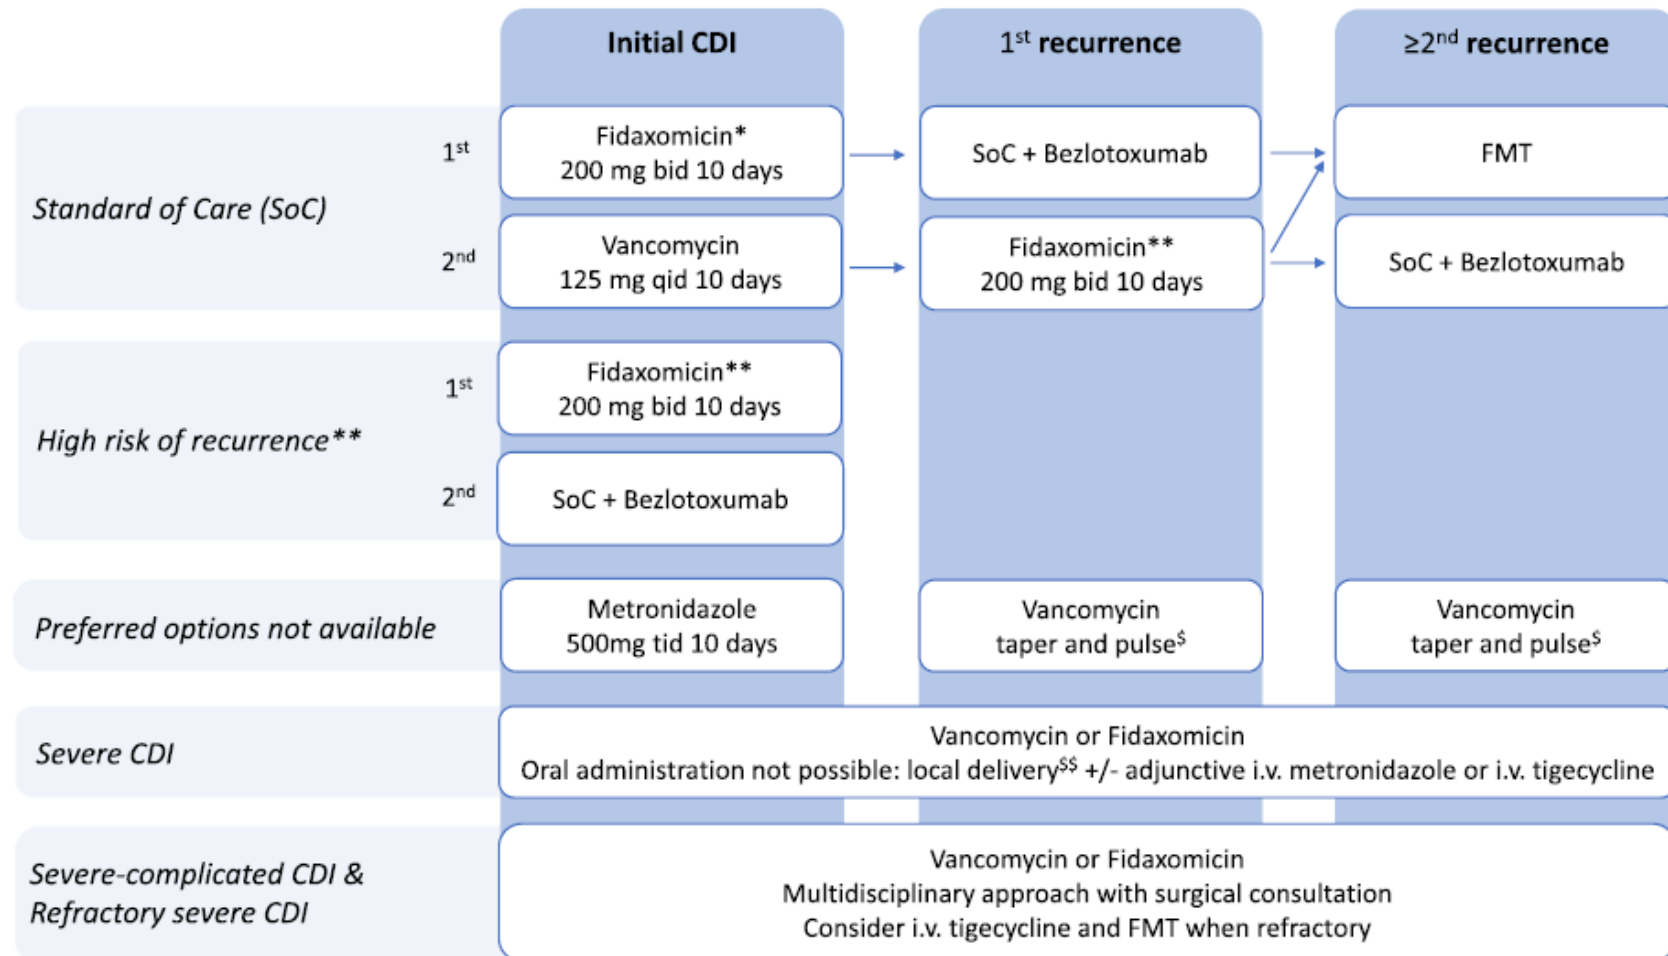 Initial CDI
1st recurrence
≥2nd recurrence
Standard of Care (SoC)
1st
Fidaxomicin*
200 mg bid 10 days
SoC + Bezlotoxumab
FMT
2nd
Vancomycin
125 mg qid 10 days
Fidaxomicin**
200 mg bid 10 days
SoC + Bezlotoxumab
High risk of recurrence**
1st
Fidaxomicin**
200 mg bid 10 days
2nd
SoC + Bezlotoxumab
Preferred options not available
Metronidazole
500mg tid 10 days
Vancomycin
taper and pulse$
Vancomycin
taper and pulse$
Severe CDI
Vancomycin or Fidaxomicin
Oral administration not possible: local delivery$$ +/- adjunctive i.v. metronidazole or i.v. tigecycline
Severe-complicated CDI &
Refractory severe CDI
Vancomycin or Fidaxomicin
Multidisciplinary approach with surgical consultation
Consider i.v. tigecycline and FMT when refractory